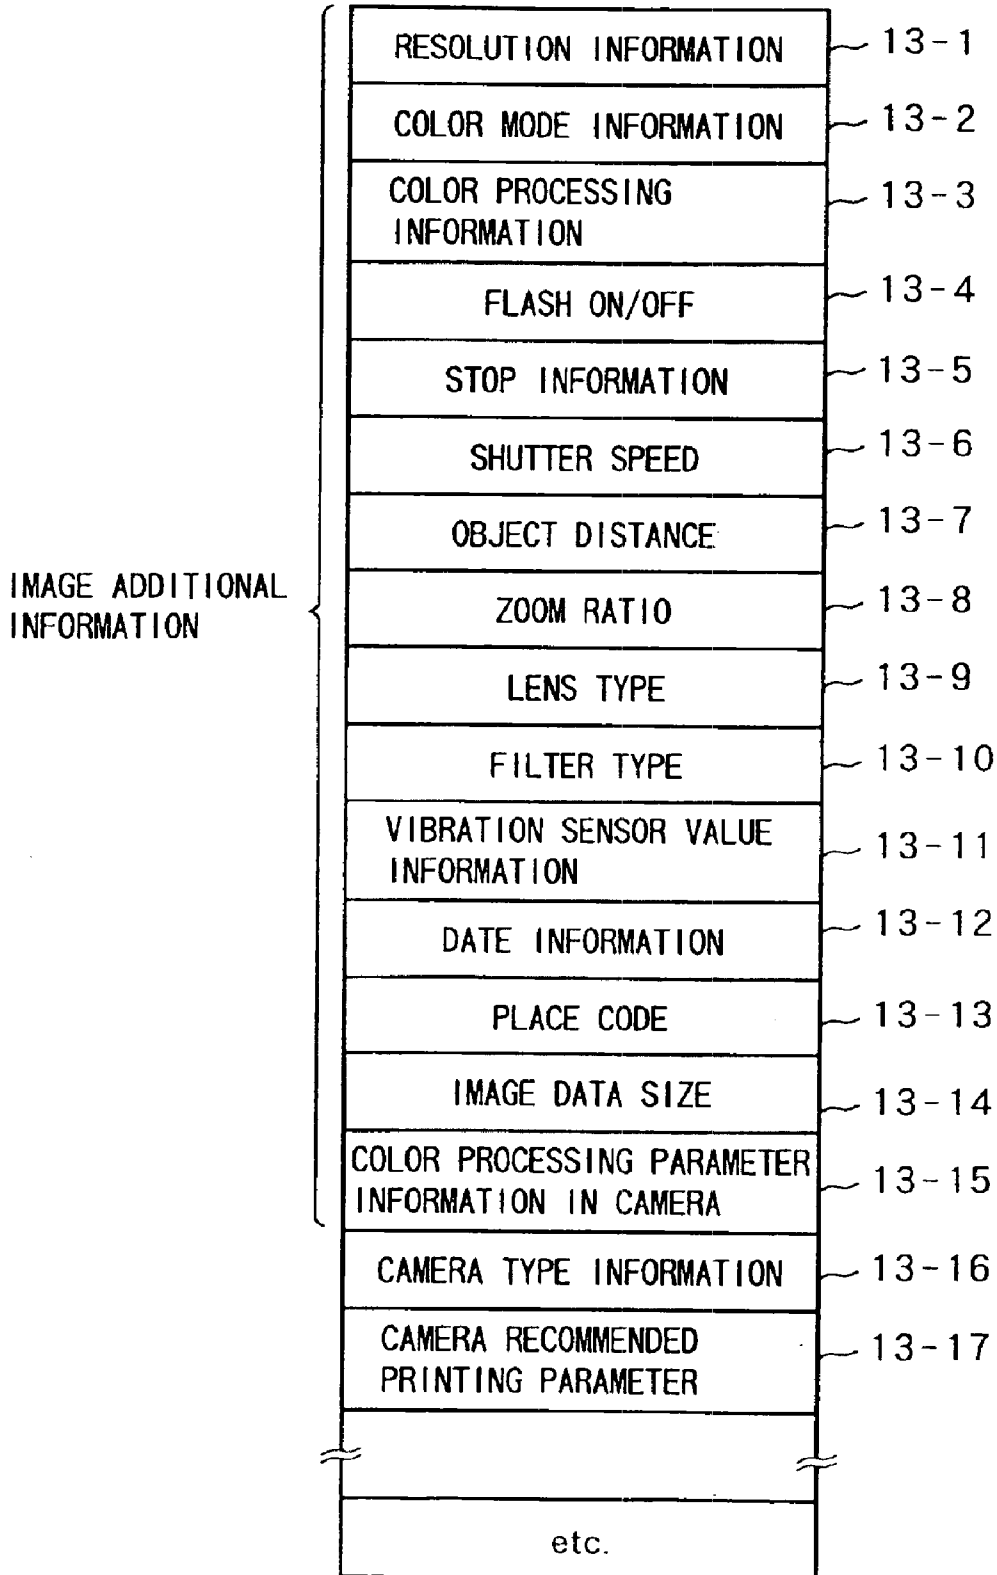 RESOLUTION INFORMATION 13-1
COLOR MODE INFORMATION 13-2
COLOR PROCESSING 13-3
INFORMATION
FLASH ON/OFF 13-4
STOP INFORMATION 13-5
SHUTTER SPEED 13-6
OBJECT DISTANCE 13-7
IMAGE ADDITIONAL
INFORMATION
ZOOM RATIO 13-8
LENS TYPE 13-9
FILTER TYPE 13-10
VIBRATION SENSOR VALUE 13-11
INFORMATION
DATE INFORMATION 13-12
PLACE CODE 13-13
IMAGE DATA SIZE 13-14
COLOR PROCESSING PARAMETER 13-15
INFORMATION IN CAMERA
CAMERA TYPE INFORMATION 13-16
CAMERA RECOMMENDED 13-17
PRINTING PARAMETER
etc.